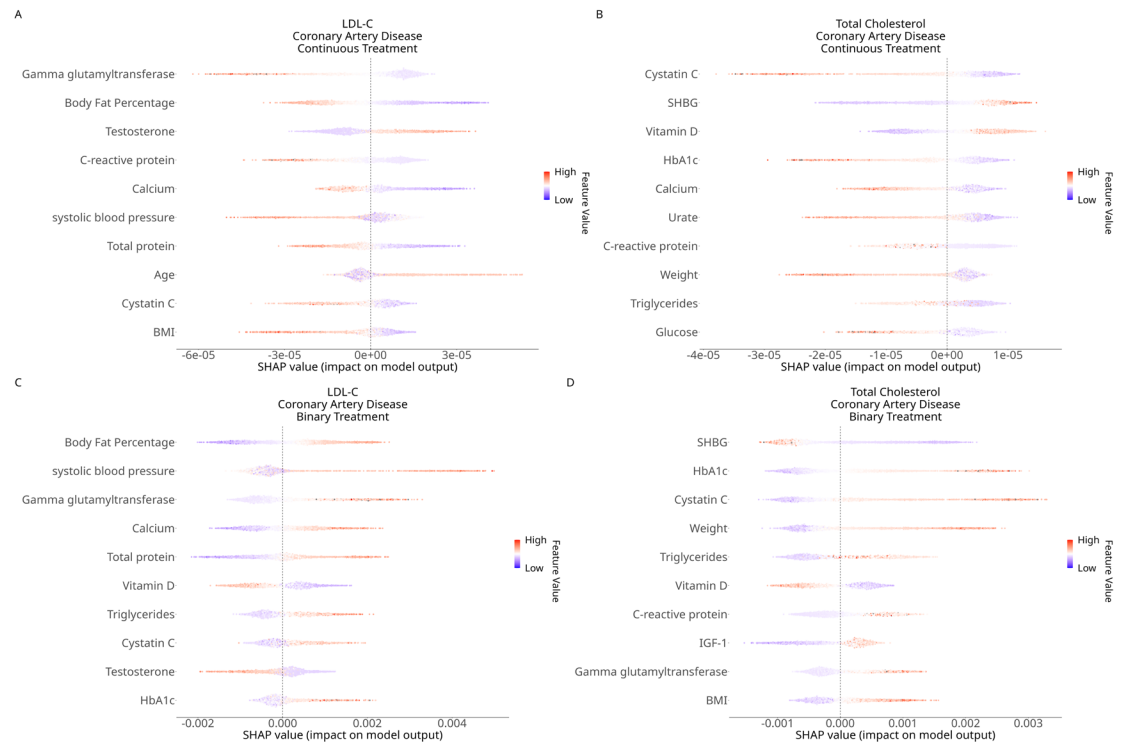 A
LDL-C
Coronary Artery Disease
Continuous Treatment
Gamma glutamyltransferase
Body Fat Percentage
Testosterone
C-reactive protein
Calcium
systolic blood pressure
Total protein
Age
Cystatin C
BMI
-6e-05 -3e-05 0e+00 3e-05
SHAP value (impact on model output)
High
Low
Feature Value
B
Total Cholesterol
Coronary Artery Disease
Continuous Treatment
Cystatin C
SHBG
Vitamin D
HbA1c
Calcium
Urate
C-reactive protein
Weight
Triglycerides
Glucose
-4e-05 -3e-05 -2e-05 -1e-05 0e+00 1e-05
SHAP value (impact on model output)
High
Low
Feature Value
C
LDL-C
Coronary Artery Disease
Binary Treatment
Body Fat Percentage
systolic blood pressure
Gamma glutamyltransferase
Calcium
Total protein
Vitamin D
Triglycerides
Cystatin C
Testosterone
HbA1c
-0.002 0.000 0.002 0.004
SHAP value (impact on model output)
High
Low
Feature Value
D
Total Cholesterol
Coronary Artery Disease
Binary Treatment
SHBG
HbA1c
Cystatin C
Weight
Triglycerides
Vitamin D
C-reactive protein
IGF-1
Gamma glutamyltransferase
BMI
-0.001 0.000 0.001 0.002 0.003
SHAP value (impact on model output)
High
Low
Feature Value